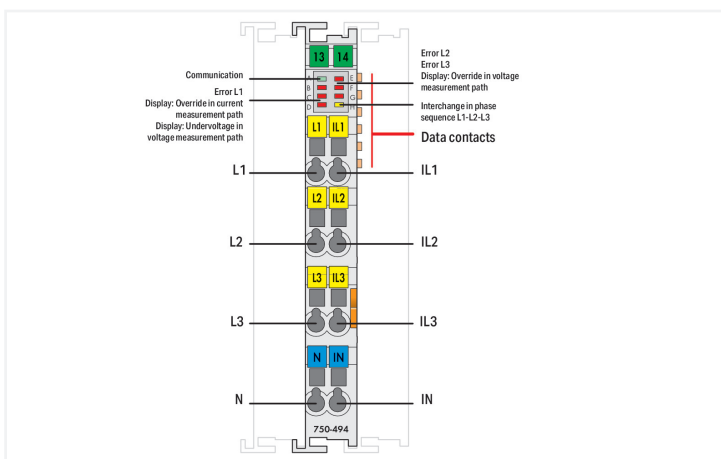 13 14
Communication
Error L1
Display: Override in current
measurement path
Display: Undervoltage in
voltage measurement path
A E
B F
C G
D H
Error L2
Error L3
Display: Override in voltage
measurement path
Interchange in phase
sequence L1-L2-L3
Data contacts
L1 IL1
L1 IL1
L2 IL2
L2 IL2
L3 IL3
L3 IL3
N IN
N IN
750-494